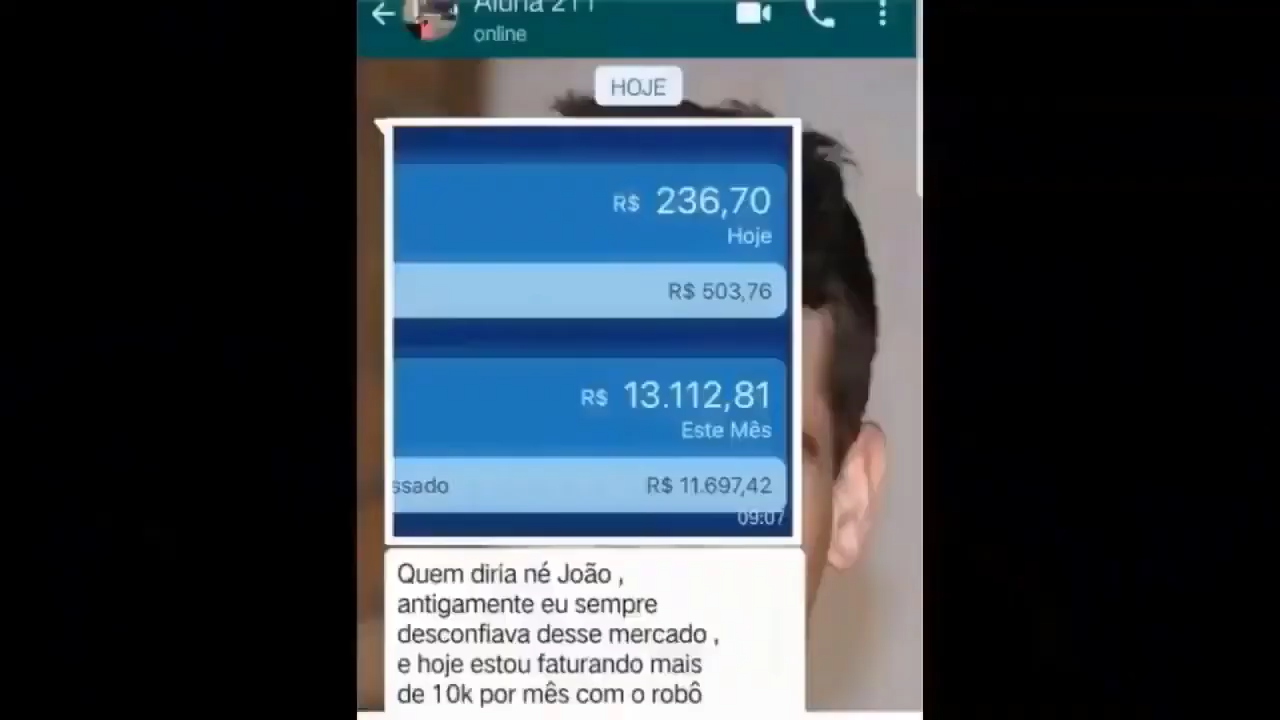 Aluna 211
online
HOJE
R$ 236,70
Hoje
R$ 503,76
R$ 13.112,81
Este Mês
ssado R$ 11.697,42
09:07
Quem diria né João ,
antigamente eu sempre
desconfiava desse mercado ,
e hoje estou faturando mais
de 10k por mês com o robô